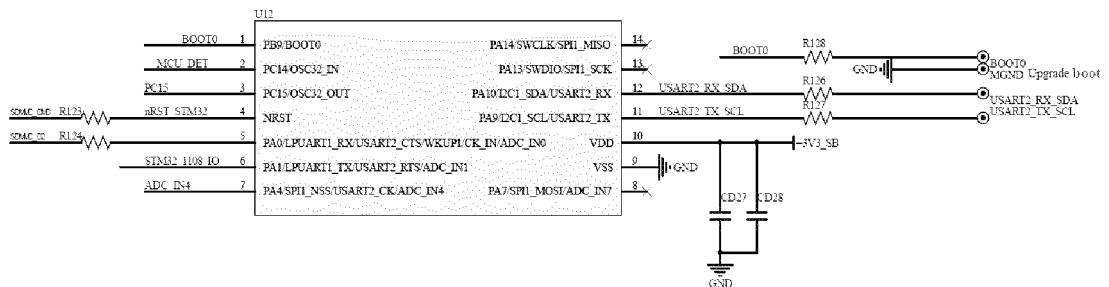 U12
BOOT0 1 PB9/BOOT0 PA14/SWCLK/SPI1_MISO 14
MCU_DET 2 PC14/OSC32_IN PA13/SWDIO/SPI1_SCK 13
PC15 3 PC15/OSC32_OUT PA10/I2C1_SDA/USART2_RX 12 USART2_RX_SDA
R123 nRST_STM32 4 NRST PA9/I2C1_SCL/USART2_TX 11 USART2_TX_SCL
R124 5 PA0/LPUART1_RX/USART2_CTS/WKUP1/CK_IN/ADC_IN0 VDD 10 +3V3_SB
STM32_1108_IO 6 PA1/LPUART1_TX/USART2_RTS/ADC_IN1 VSS 9 GND
ADC_IN4 7 PA4/SPI1_NSS/USART2_CK/ADC_IN4 PA7/SPI1_MOSI/ADC_IN7 8
BOOT0 R128 BOOT0
GND MGND Upgrade boot
R126 USART2_RX_SDA
R127 USART2_TX_SCL
CD27 CD28
GND